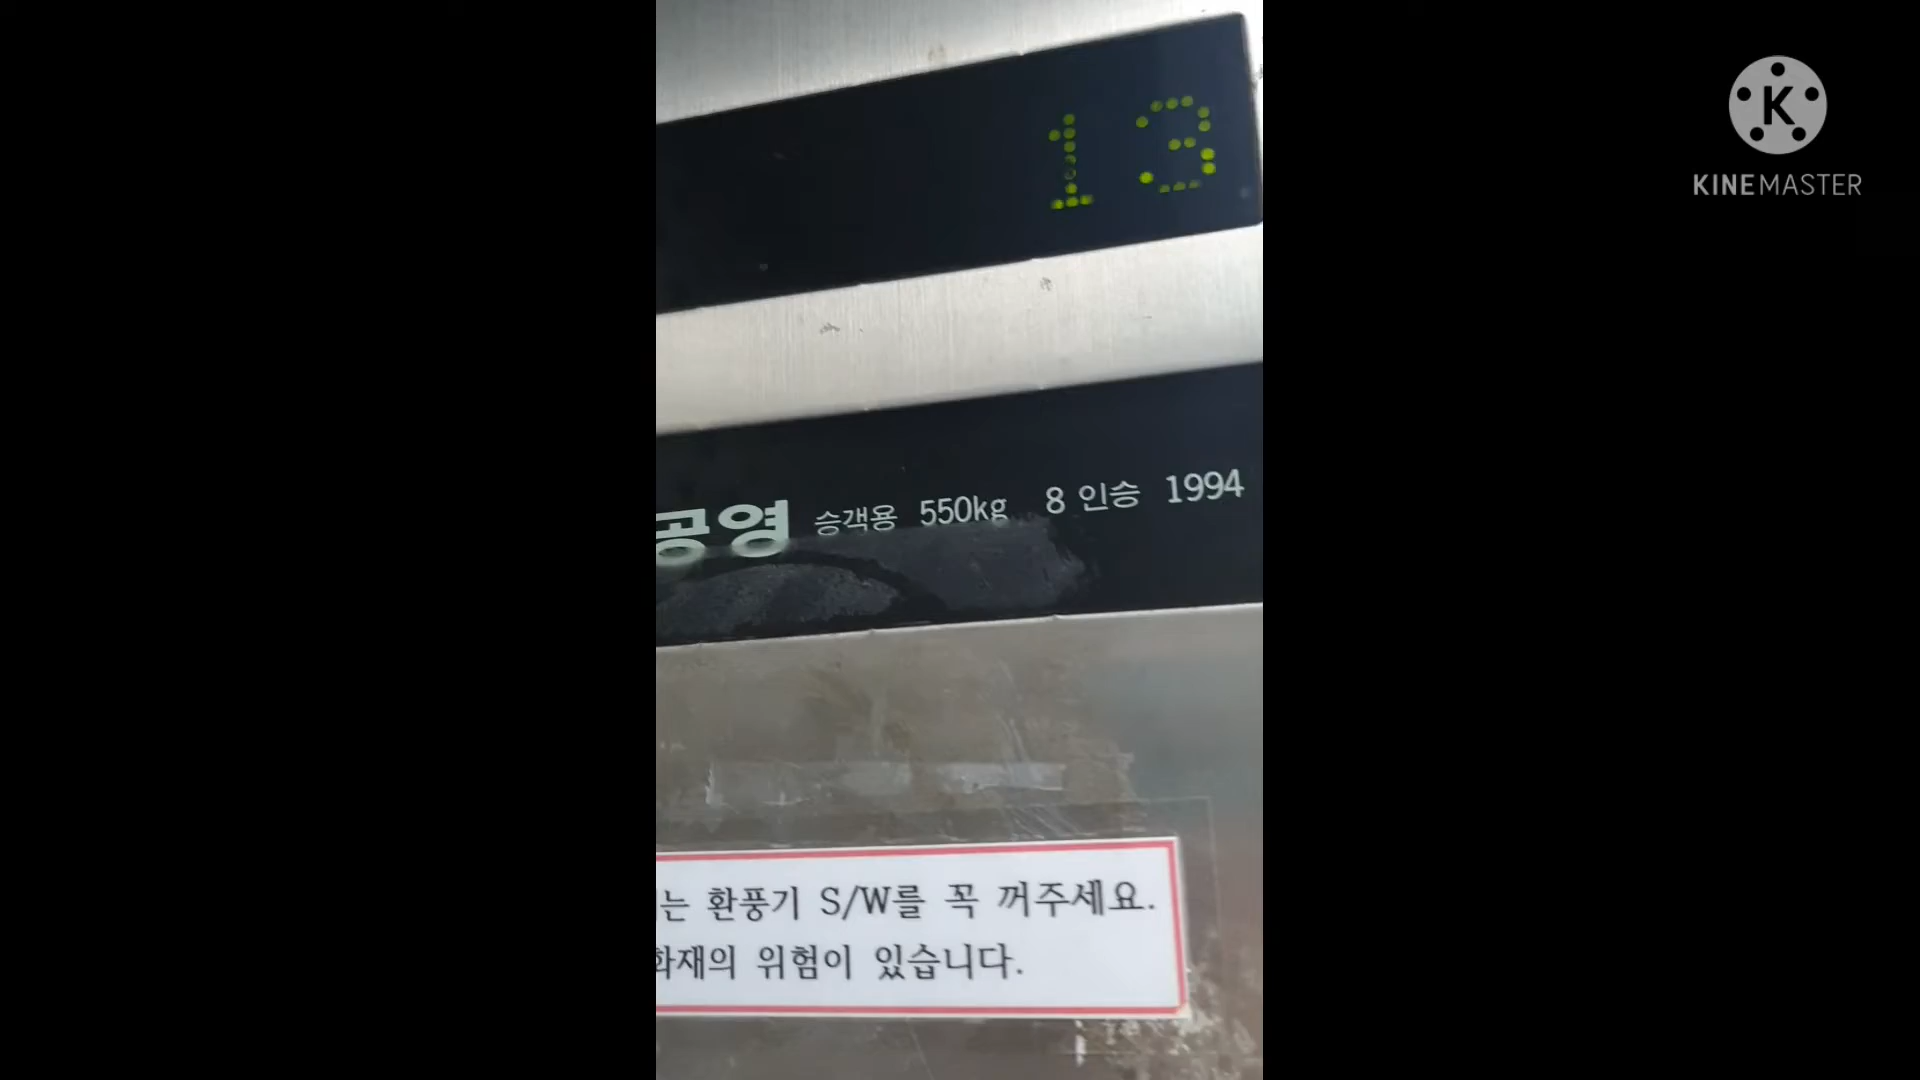 13
공영 승객용 550kg 8 인승 1994
는 환풍기 S/W를 꼭 꺼주세요.
화재의 위험이 있습니다.
K
KINEMASTER